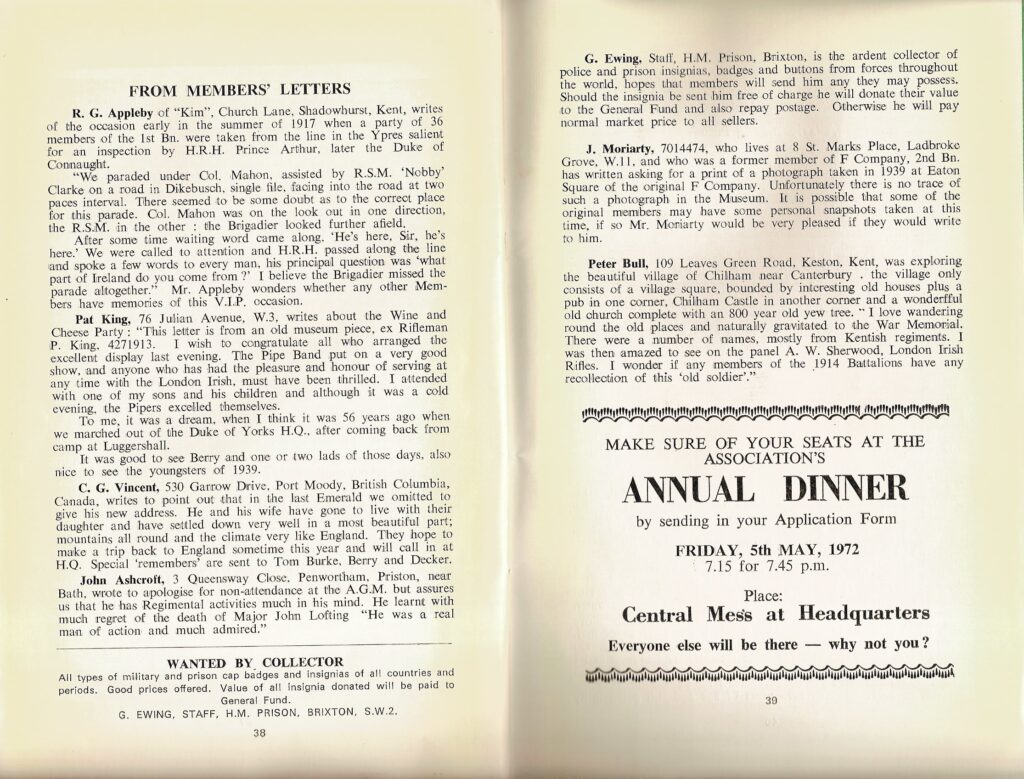 FROM MEMBERS' LETTERS
R. G. Appleby of "Kim", Church Lane, Shadowhurst, Kent, writes
of the occasion early in the summer of 1917 when a party of 36
members of the 1st Bn. were taken from the line in the Ypres salient
for an inspection by H.R.H. Prince Arthur, later the Duke of
Connaught.
"We paraded under Col. Mahon, assisted by R.S.M. 'Nobby'
Clarke on a road in Dikebusch, single file, facing into the road at two
paces interval. There seemed to be some doubt as to the correct place
for this parade. Col. Mahon was on the look out in one direction,
the R.S.M. in the other : the Brigadier looked further afield.
After some time waiting word came along, 'He's here, Sir, he's
here.' We were called to attention and H.R.H. passed along the line
and spoke a few words to every man, his principal question was 'what
part of Ireland do you come from ?' I believe the Brigadier missed the
parade altogether." Mr. Appleby wonders whether any other Mem-
bers have memories of this V.I.P. occasion.
Pat King, 76 Julian Avenue, W.3, writes about the Wine and
Cheese Party : "This letter is from an old museum piece, ex Rifleman
P. King, 4271913. I wish to congratulate all who arranged the
excellent display last evening. The Pipe Band put on a very good
show, and anyone who has had the pleasure and honour of serving at
any time with the London Irish, must have been thrilled. I attended
with one of my sons and his children and although it was a cold
evening, the Pipers excelled themselves.
To me, it was a dream, when I think it was 56 years ago when
we marched out of the Duke of Yorks H.Q., after coming back from
camp at Luggershall.
It was good to see Berry and one or two lads of those days, also
nice to see the youngsters of 1939.
C. G. Vincent, 530 Garrow Drive, Port Moody, British Columbia,
Canada, writes to point out that in the last Emerald we omitted to
give his new address. He and his wife have gone to live with their
daughter and have settled down very well in a most beautiful part;
mountains all round and the climate very like England. They hope to
make a trip back to England sometime this year and will call in at
H.Q. Special 'remembers' are sent to Tom Burke, Berry and Decker.
John Ashcroft, 3 Queensway Close, Penwortham, Priston, near
Bath, wrote to apologise for non-attendance at the A.G.M. but assures
us that he has Regimental activities much in his mind. He learnt with
much regret of the death of Major John Lofting "He was a real
man of action and much admired."
WANTED BY COLLECTOR
All types of military and prison cap badges and insignias of all countries and
periods. Good prices offered. Value of all insignia donated will be paid to
General Fund.
G. EWING, STAFF, H.M. PRISON, BRIXTON, S.W.2.
38
G. Ewing, Staff, H.M. Prison, Brixton, is the ardent collector of
police and prison insignias, badges and buttons from forces throughout
the world, hopes that members will send him any they may possess.
Should the insignia be sent him free of charge he will donate their value
to the General Fund and also repay postage. Otherwise he will pay
normal market price to all sellers.
J. Moriarty, 7014474, who lives at 8 St. Marks Place, Ladbroke
Grove, W.11, and who was a former member of F Company, 2nd Bn.
has written asking for a print of a photograph taken in 1939 at Eaton
Square of the original F Company. Unfortunately there is no trace of
such a photograph in the Museum. It is possible that some of the
original members may have some personal snapshots taken at this
time, if so Mr. Moriarty would be very pleased if they would write
to him.
Peter Bull, 109 Leaves Green Road, Keston, Kent, was exploring
the beautiful village of Chilham near Canterbury . the village only
consists of a village square, bounded by interesting old houses plus a
pub in one corner, Chilham Castle in another corner and a wonderfful
old church complete with an 800 year old yew tree. " I love wandering
round the old places and naturally gravitated to the War Memorial.
There were a number of names, mostly from Kentish regiments. I
was then amazed to see on the panel A. W. Sherwood, London Irish
Rifles. I wonder if any members of the 1914 Battalions have any
recollection of this 'old soldier'."
MAKE SURE OF YOUR SEATS AT THE
ASSOCIATION'S
ANNUAL DINNER
by sending in your Application Form
FRIDAY, 5th MAY, 1972
7.15 for 7.45 p.m.
Place:
Central Mess at Headquarters
Everyone else will be there — why not you?
39